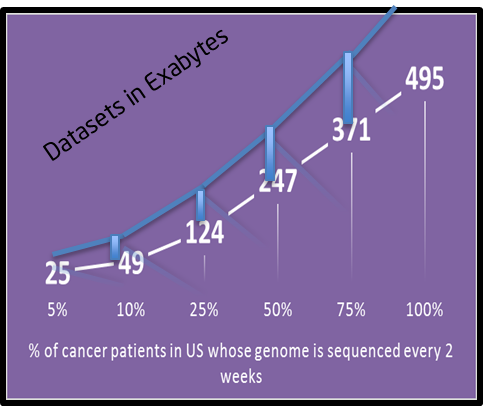 Datasets in Exabytes
495
371
247
124
49
25
5% 10% 25% 50% 75% 100%
% of cancer patients in US whose genome is sequenced every 2
weeks